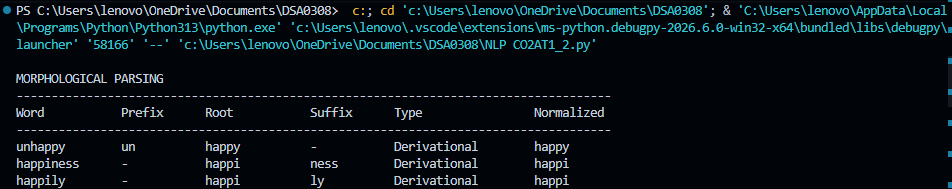 PS C:\Users\lenovo\OneDrive\Documents\DSA0308>  c:; cd 'c:\Users\lenovo\OneDrive\Documents\DSA0308'; & 'C:\Users\lenovo\AppData\Local
\Programs\Python\Python313\python.exe' 'c:\Users\lenovo\.vscode\extensions\ms-python.debugpy-2026.6.0-win32-x64\bundled\libs\debugpy\
launcher' '58166' '--' 'c:\Users\lenovo\OneDrive\Documents\DSA0308\NLP CO2AT1_2.py'
MORPHOLOGICAL PARSING
-------------------------------------------------------------------------------------
Word           Prefix     Root         Suffix     Type               Normalized
-------------------------------------------------------------------------------------
unhappy        un         happy        -          Derivational       happy
happiness      -          happi        ness       Derivational       happi
happily        -          happi        ly         Derivational       happi